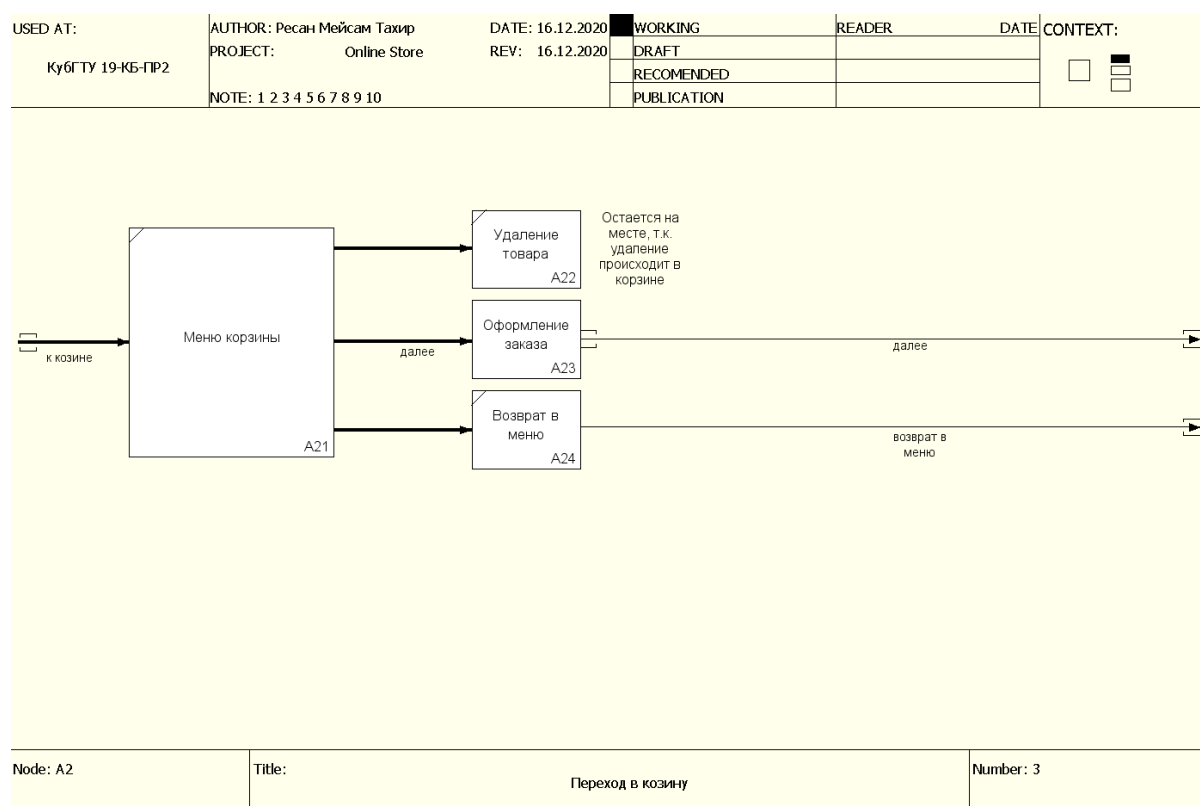 USED AT:
КубГТУ 19-КБ-ПР2
AUTHOR: Ресан Мейсам Тахир
DATE: 16.12.2020
PROJECT: Online Store
REV: 16.12.2020
NOTE: 1 2 3 4 5 6 7 8 9 10
WORKING
DRAFT
RECOMENDED
PUBLICATION
READER
DATE
CONTEXT:
к козине
Меню корзины
A21
далее
Удаление
товара
A22
Остается на
месте, т.к.
удаление
происходит в
корзине
Оформление
заказа
A23
далее
Возврат в
меню
A24
возврат в
меню
Node: A2
Title:
Переход в козину
Number: 3